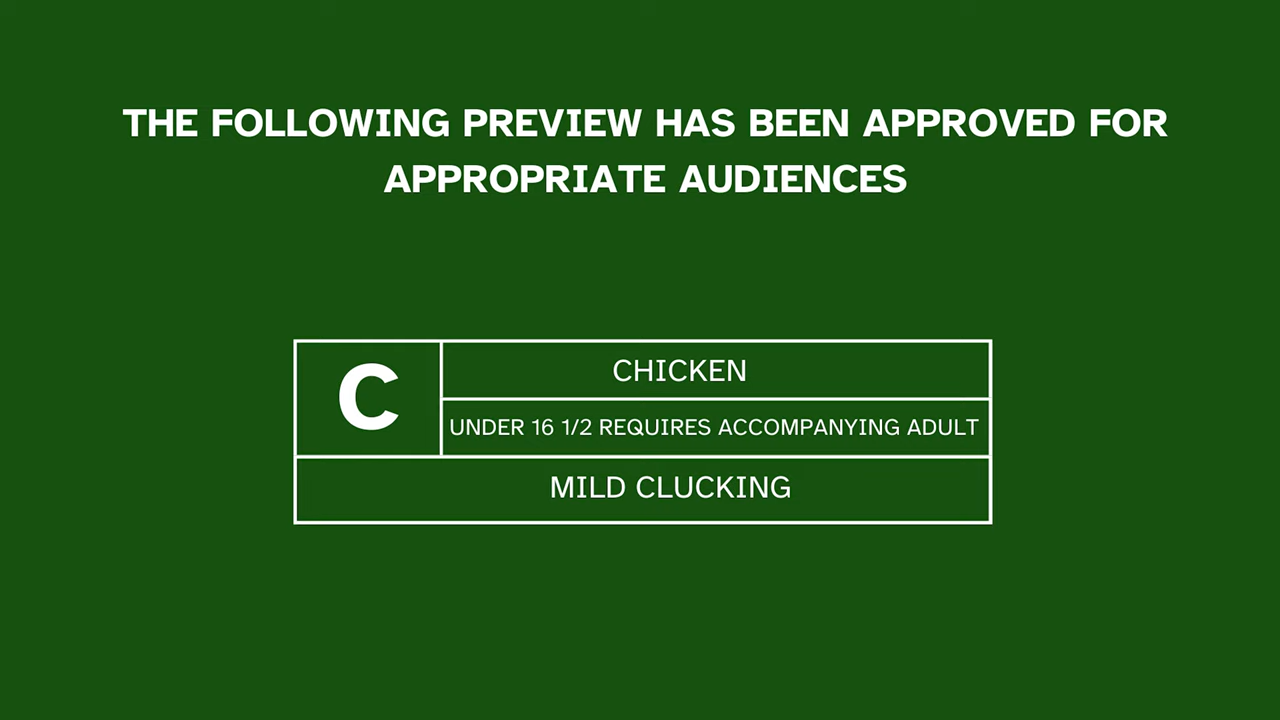 THE FOLLOWING PREVIEW HAS BEEN APPROVED FOR
APPROPRIATE AUDIENCES
C
CHICKEN
UNDER 16 1/2 REQUIRES ACCOMPANYING ADULT
MILD CLUCKING